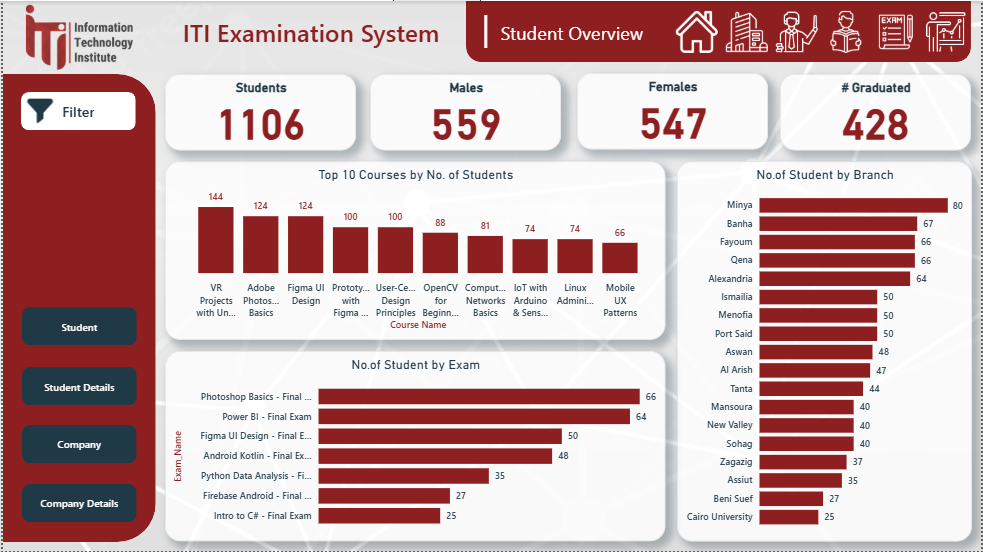 Information
Technology
Institute
iTi
ITI Examination System
Student Overview
EXAM
Filter
Student
Student Details
Company
Company Details
Students
1106
Males
559
Females
547
# Graduated
428
Top 10 Courses by No. of Students
144
124
124
100
100
88
81
74
74
66
VR
Projects
with Un...
Adobe
Photos...
Basics
Figma UI
Design
Prototy...
with
Figma ...
User-Ce...
Design
Principles
OpenCV
for
Beginn...
Comput...
Networks
Basics
IoT with
Arduino
& Sens...
Linux
Admini...
Mobile
UX
Patterns
Course Name
No.of Student by Exam
Exam_Name
Photoshop Basics - Final ... 66
Power BI - Final Exam 64
Figma UI Design - Final E... 50
Android Kotlin - Final Ex... 48
Python Data Analysis - Fi... 35
Firebase Android - Final ... 27
Intro to C# - Final Exam 25
No.of Student by Branch
Minya 80
Banha 67
Fayoum 66
Qena 66
Alexandria 64
Ismailia 50
Menofia 50
Port Said 50
Aswan 48
Al Arish 47
Tanta 44
Mansoura 40
New Valley 40
Sohag 40
Zagazig 37
Assiut 35
Beni Suef 27
Cairo University 25